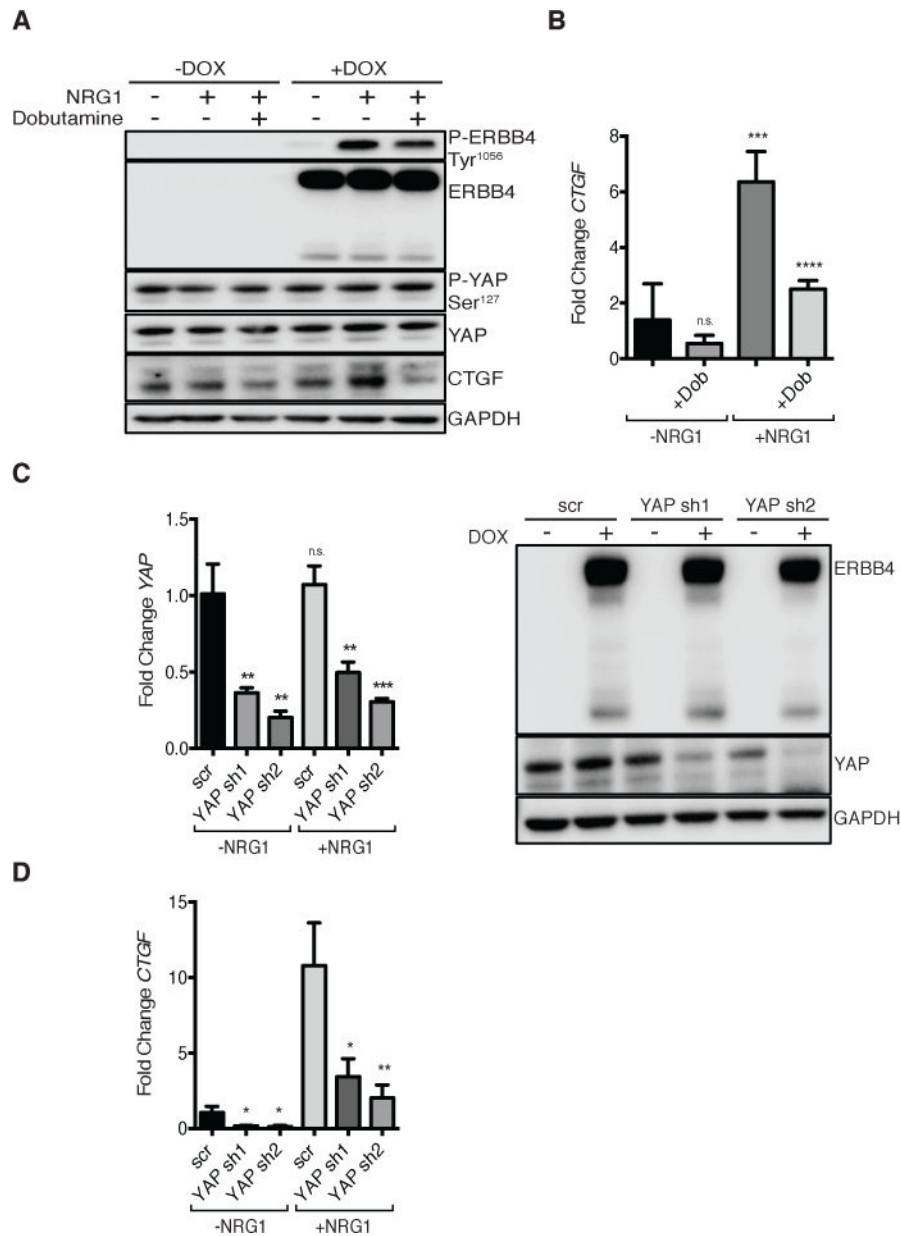 A
-DOX +DOX
NRG1 - + + - + +
Dobutamine - - + - - +
P-ERBB4
Tyr1056
ERBB4
P-YAP
Ser127
YAP
CTGF
GAPDH
B
Fold Change CTGF
8
6
4
2
0
n.s.
***
****
+Dob
+Dob
-NRG1
+NRG1
C
Fold Change YAP
1.5
1.0
0.5
0.0
**
**
n.s.
**
***
scr
YAP sh1
YAP sh2
scr
YAP sh1
YAP sh2
-NRG1
+NRG1
scr YAP sh1 YAP sh2
DOX - + - + - +
ERBB4
YAP
GAPDH
D
Fold Change CTGF
15
10
5
0
*
*
*
**
scr
YAP sh1
YAP sh2
scr
YAP sh1
YAP sh2
-NRG1
+NRG1